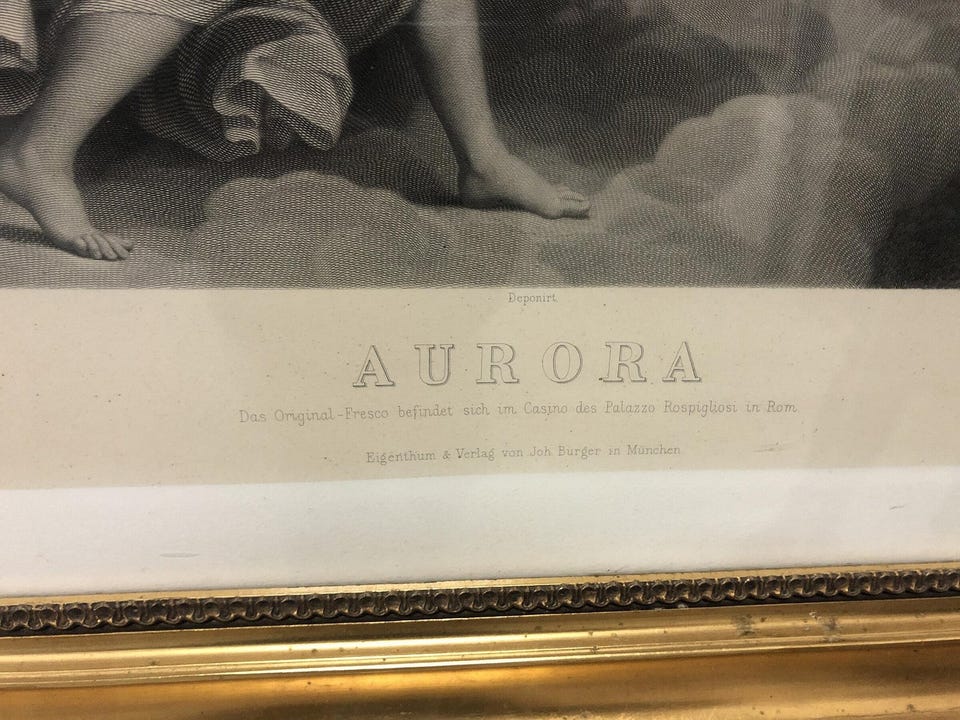 Deponirt.
AURORA
Das Original-Fresco befindet sich im Casino des Palazzo Rospigliosi in Rom.
Eigenthum & Verlag von Joh. Burger in München.